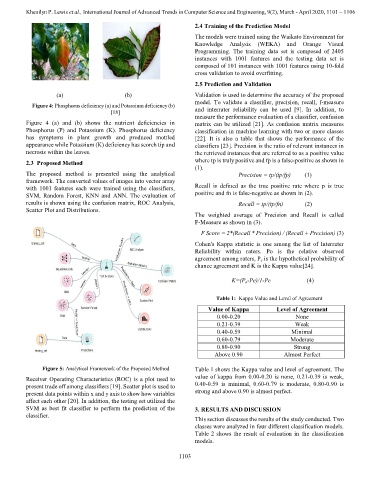 Khenilyn P. Lewis et al., International Journal of Advanced Trends in Computer Science and Engineering, 9(2), March - April 2020, 1101 – 1106
(a) (b)
Figure 4: Phosphorus deficiency (a) and Potassium deficiency (b)
[18]
Figure 4 (a) and (b) shows the nutrient deficiencies in
Phosphorus (P) and Potassium (K). Phosphorus deficiency
has symptoms in plant growth and produced mottled
appearance while Potassium (K) deficiency has scorch tip and
necrosis within the leaves.
2.3 Proposed Method
The proposed method is presented using the analytical
framework. The converted values of images into vector array
with 1001 features each were trained using the classifiers,
SVM, Random Forest, KNN and ANN. The evaluation of
results is shown using the confusion matrix, ROC Analysis,
Scatter Plot and Distributions.
Figure 5: Analytical Framework of the Proposed Method
Receiver Operating Characteristics (ROC) is a plot used to
present trade off among classifiers [19]. Scatter plot is used to
present data points within x and y axis to show how variables
affect each other [20]. In addition, the testing set utilized the
SVM as best fit classifier to perform the prediction of the
classifier.
2.4 Training of the Prediction Model
The models were trained using the Waikato Environment for
Knowledge Analysis (WEKA) and Orange Visual
Programming. The training data set is composed of 2405
instances with 1001 features and the testing data set is
composed of 101 instances with 1001 features using 10-fold
cross validation to avoid overfitting.
2.5 Prediction and Validation
Validation is used to determine the accuracy of the proposed
model. To validate a classifier, precision, recall, f-measure
and interrater reliability can be used [9]. In addition, to
measure the performance evaluation of a classifier, confusion
matrix can be utilized [21]. As confusion matrix measures
classification in machine learning with two or more classes
[22]. It is also a table that shows the performance of the
classifiers [23]. Precision is the ratio of relevant instances in
the retrieved instances that are referred to as a positive value
where tp is truly positive and fp is a false-positive as shown in
(1).
Precision = tp/(tp/fp) (1)
Recall is defined as the true positive rate where p is true
positive and fn is false-negative as shown in (2).
Recall = tp/(tp/fn) (2)
The weighted average of Precision and Recall is called
F-Measure as shown in (3).
F Score = 2*(Recall * Precision) / (Recall + Precision) (3)
Cohen's Kappa statistic is one among the list of Interrater
Reliability within raters. Po is the relative observed
agreement among raters, Pe is the hypothetical probability of
chance agreement and K is the Kappa value[24].
K=(Po-Pe)/1-Pe (4)
Table 1: Kappa Value and Level of Agreement
Value of Kappa Level of Agreement
0.00-0.20 None
0.21-0.39 Weak
0.40-0.59 Minimal
0.60-0.79 Moderate
0.80-0.90 Strong
Above 0.90 Almost Perfect
Table 1 shows the Kappa value and level of agreement. The
value of kappa from 0.00-0.20 is none, 0.21-0.39 is weak,
0.40-0.59 is minimal, 0.60-0.79 is moderate, 0.80-0.90 is
strong and above 0.90 is almost perfect.
3. RESULTS AND DISCUSSION
This section discusses the results of the study conducted. Two
classes were analyzed in four different classification models.
Table 2 shows the result of evaluation in the classification
models.
1103